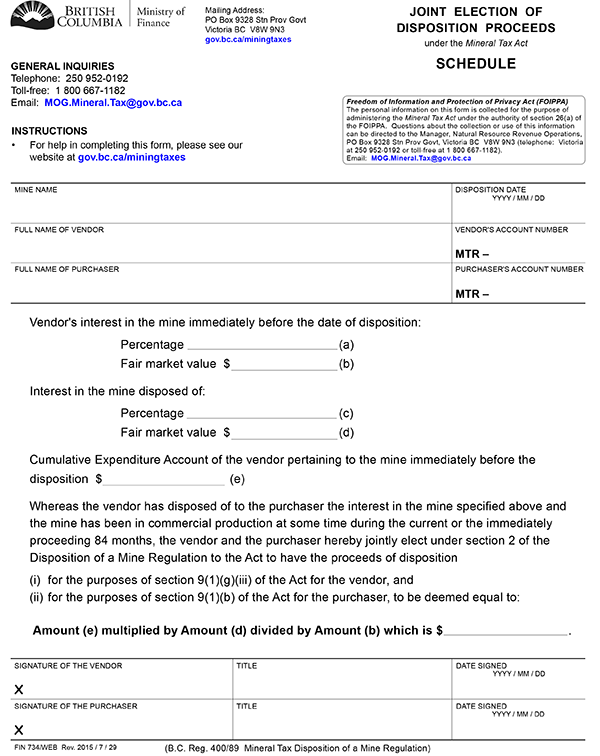 BRITISH COLUMBIA
Ministry of Finance
Mailing Address:
PO Box 9328 Stn Prov Govt
Victoria BC  V8W 9N3
gov.bc.ca/miningtaxes
JOINT ELECTION OF
DISPOSITION PROCEEDS
under the Mineral Tax Act
SCHEDULE
GENERAL INQUIRIES
Telephone:  250 952-0192
Toll-free:  1 800 667-1182
Email:  MOG.Mineral.Tax@gov.bc.ca
INSTRUCTIONS
• For help in completing this form, please see our
website at gov.bc.ca/miningtaxes
Freedom of Information and Protection of Privacy Act (FOIPPA)
The personal information on this form is collected for the purpose of
administering the Mineral Tax Act under the authority of section 26(a) of
the FOIPPA.  Questions about the collection or use of this information
can be directed to the Manager, Natural Resource Revenue Operations,
PO Box 9328 Stn Prov Govt, Victoria BC  V8W 9N3 (telephone:  Victoria
at 250 952-0192 or toll-free at 1 800 667-1182).
Email:  MOG.Mineral.Tax@gov.bc.ca
MINE NAME
DISPOSITION DATE
YYYY / MM / DD
FULL NAME OF VENDOR
VENDOR'S ACCOUNT NUMBER
MTR –
FULL NAME OF PURCHASER
PURCHASER'S ACCOUNT NUMBER
MTR –
Vendor's interest in the mine immediately before the date of disposition:
Percentage (a)
Fair market value  $ (b)
Interest in the mine disposed of:
Percentage (c)
Fair market value  $ (d)
Cumulative Expenditure Account of the vendor pertaining to the mine immediately before the
disposition  $ (e)
Whereas the vendor has disposed of to the purchaser the interest in the mine specified above and
the mine has been in commercial production at some time during the current or the immediately
proceeding 84 months, the vendor and the purchaser hereby jointly elect under section 2 of the
Disposition of a Mine Regulation to the Act to have the proceeds of disposition
(i)  for the purposes of section 9(1)(g)(iii) of the Act for the vendor, and
(ii) for the purposes of section 9(1)(b) of the Act for the purchaser, to be deemed equal to:
Amount (e) multiplied by Amount (d) divided by Amount (b) which is $ .
SIGNATURE OF THE VENDOR
TITLE
DATE SIGNED
YYYY / MM / DD
X
SIGNATURE OF THE PURCHASER
TITLE
DATE SIGNED
YYYY / MM / DD
X
FIN 734/WEB  Rev. 2015 / 7 / 29
(B.C. Reg. 400/89  Mineral Tax Disposition of a Mine Regulation)